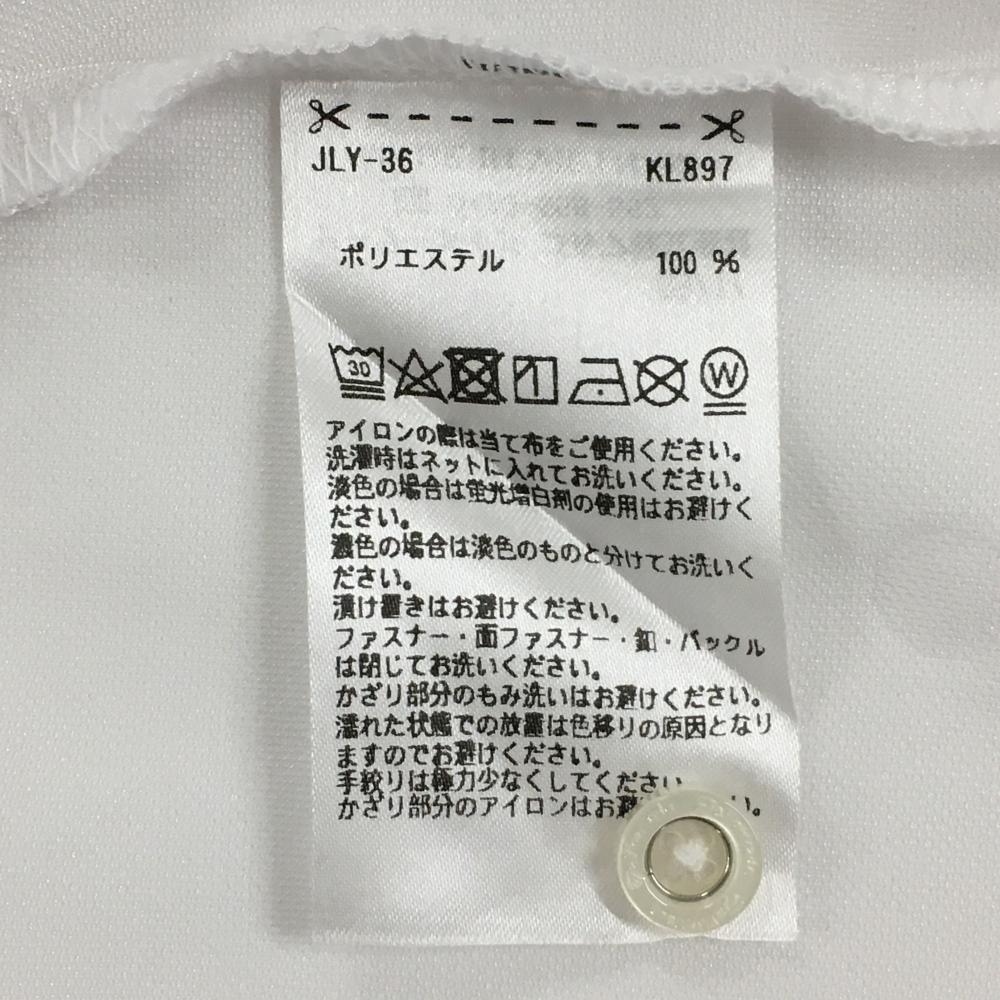 JLY-36 KL897
ポリエステル 100 %
30 W
アイロンの際は当て布をご使用ください。
洗濯時はネットに入れてお洗いください。
淡色の場合は蛍光増白剤の使用はお避けく
ださい。
濃色の場合は淡色のものと分けてお洗いく
ださい。
漬け置きはお避けください。
ファスナー・面ファスナー・釦・バックル
は閉じてお洗いください。
かざり部分のもみ洗いはお避けください。
濡れた状態での放置は色移りの原因となり
ますのでお避けください。
手絞りは極力少なくしてください
かざり部分のアイロンはお避 い。